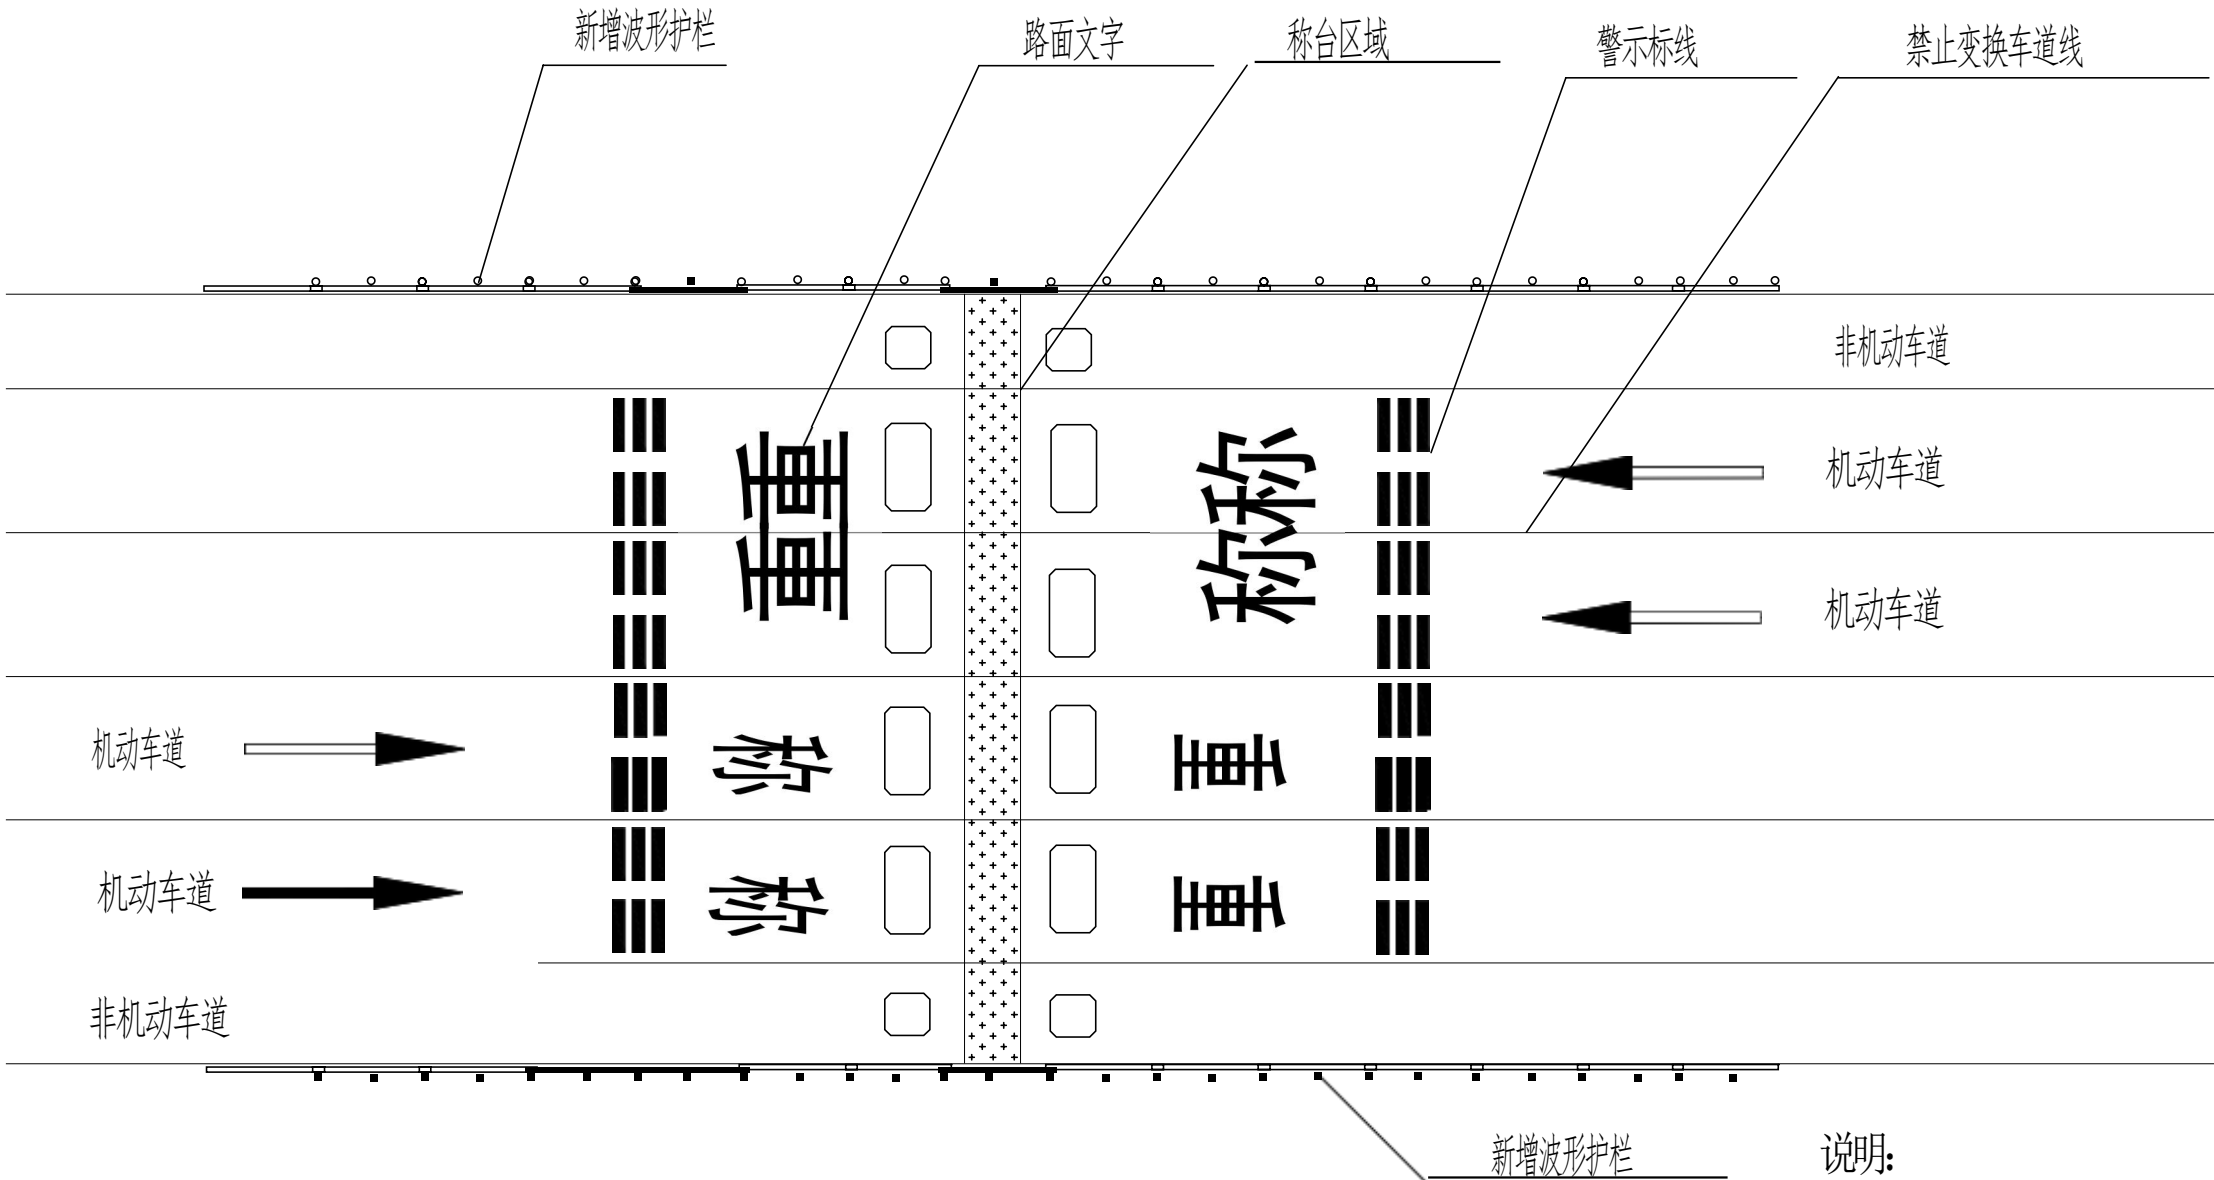 新增波形护栏
路面文字
称台区域
警示标线
禁止变换车道线
非机动车道
重
称
机动车道
重
称
机动车道
机动车道
称
重
机动车道
称
重
非机动车道
新增波形护栏
说明: